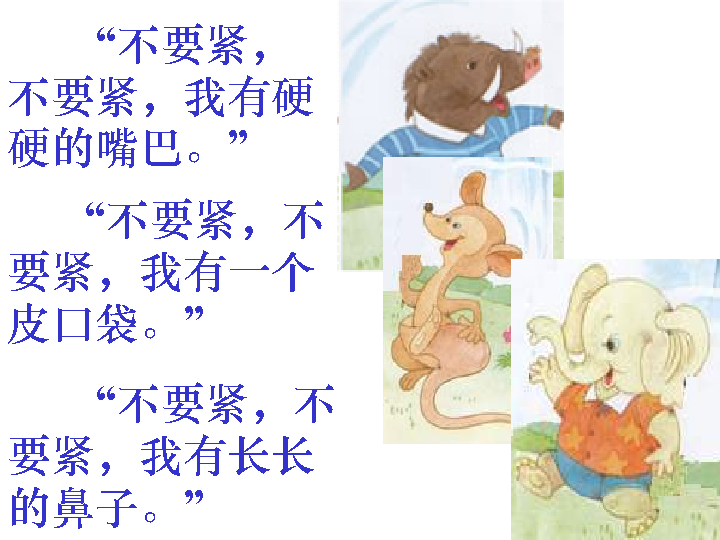 “不要紧，
不要紧，我有硬
硬的嘴巴。”
“不要紧，不
要紧，我有一个
皮口袋。”
“不要紧，不
要紧，我有长长
的鼻子。”